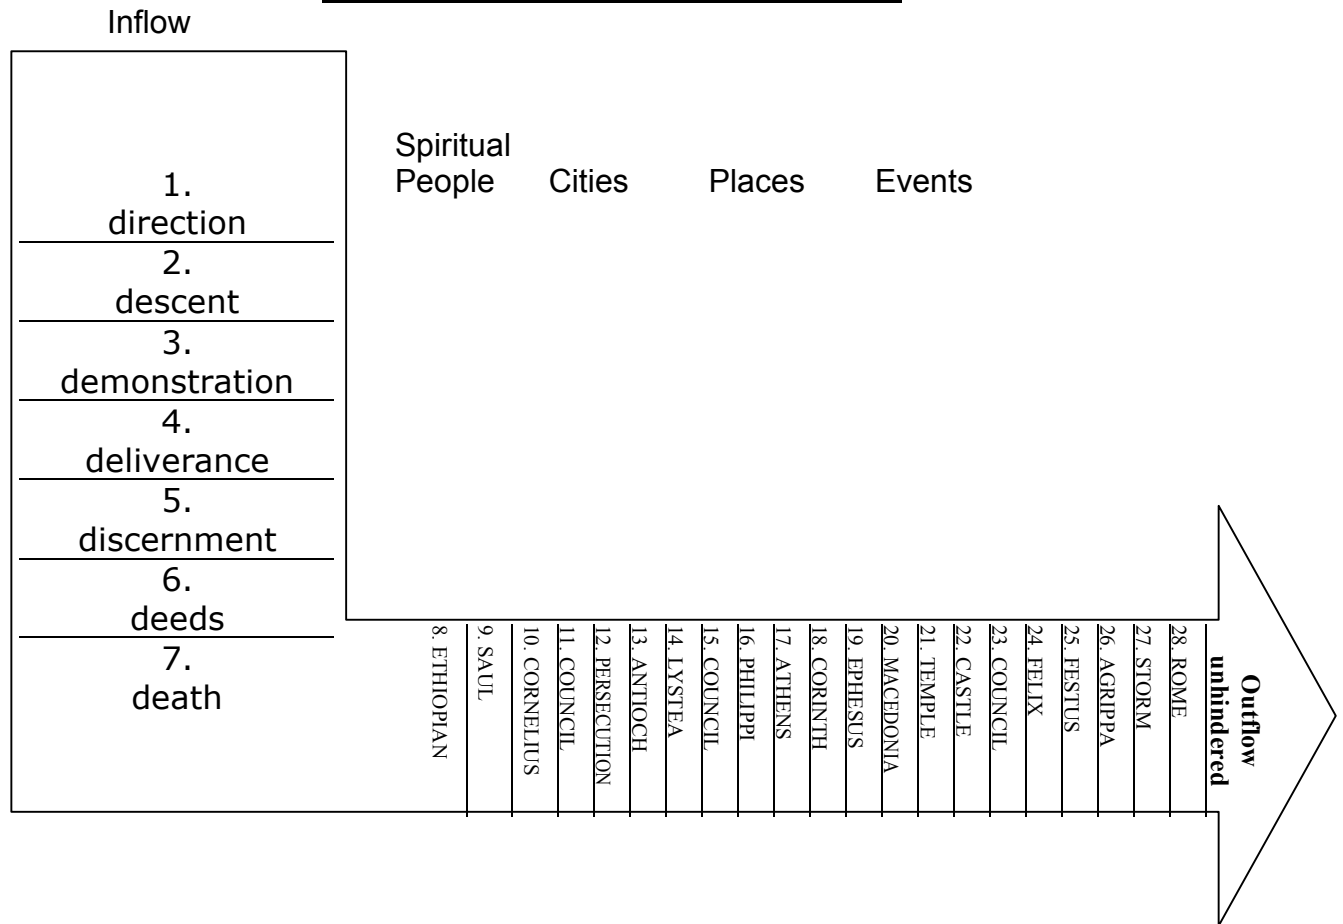 Inflow
Spiritual
People Cities Places Events
1.
direction
2.
descent
3.
demonstration
4.
deliverance
5.
discernment
6.
deeds
7.
death
8. ETHIOPIAN
9. SAUL
10. CORNELIUS
11. COUNCIL
12. PERSECUTION
13. ANTIOCH
14. LYSTEA
15. COUNCIL
16. PHILIPPI
17. ATHENS
18. CORINTH
19. EPHESUS
20. MACEDONIA
21. TEMPLE
22. CASTLE
23. COUNCIL
24. FELIX
25. FESTUS
26. AGRIPPA
27. STORM
28. ROME
Outflow
unhindered